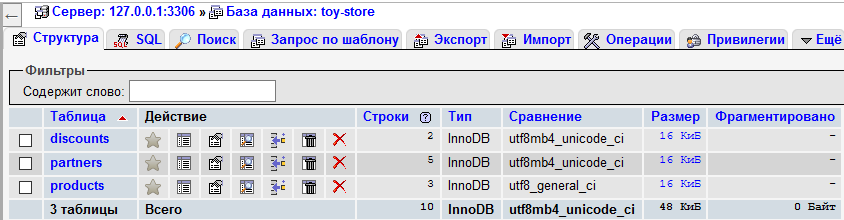 ← Сервер: 127.0.0.1:3306 » База данных: toy-store
Структура SQL Поиск Запрос по шаблону Экспорт Импорт Операции Привилегии Ещё
Фильтры
Содержит слово:
Таблица Действие Строки Тип Сравнение Размер Фрагментировано
discounts 2 InnoDB utf8mb4_unicode_ci 16 КиБ –
partners 5 InnoDB utf8mb4_unicode_ci 16 КиБ –
products 3 InnoDB utf8_general_ci 16 КиБ –
3 таблицы Всего 10 InnoDB utf8mb4_unicode_ci 48 КиБ 0 Байт